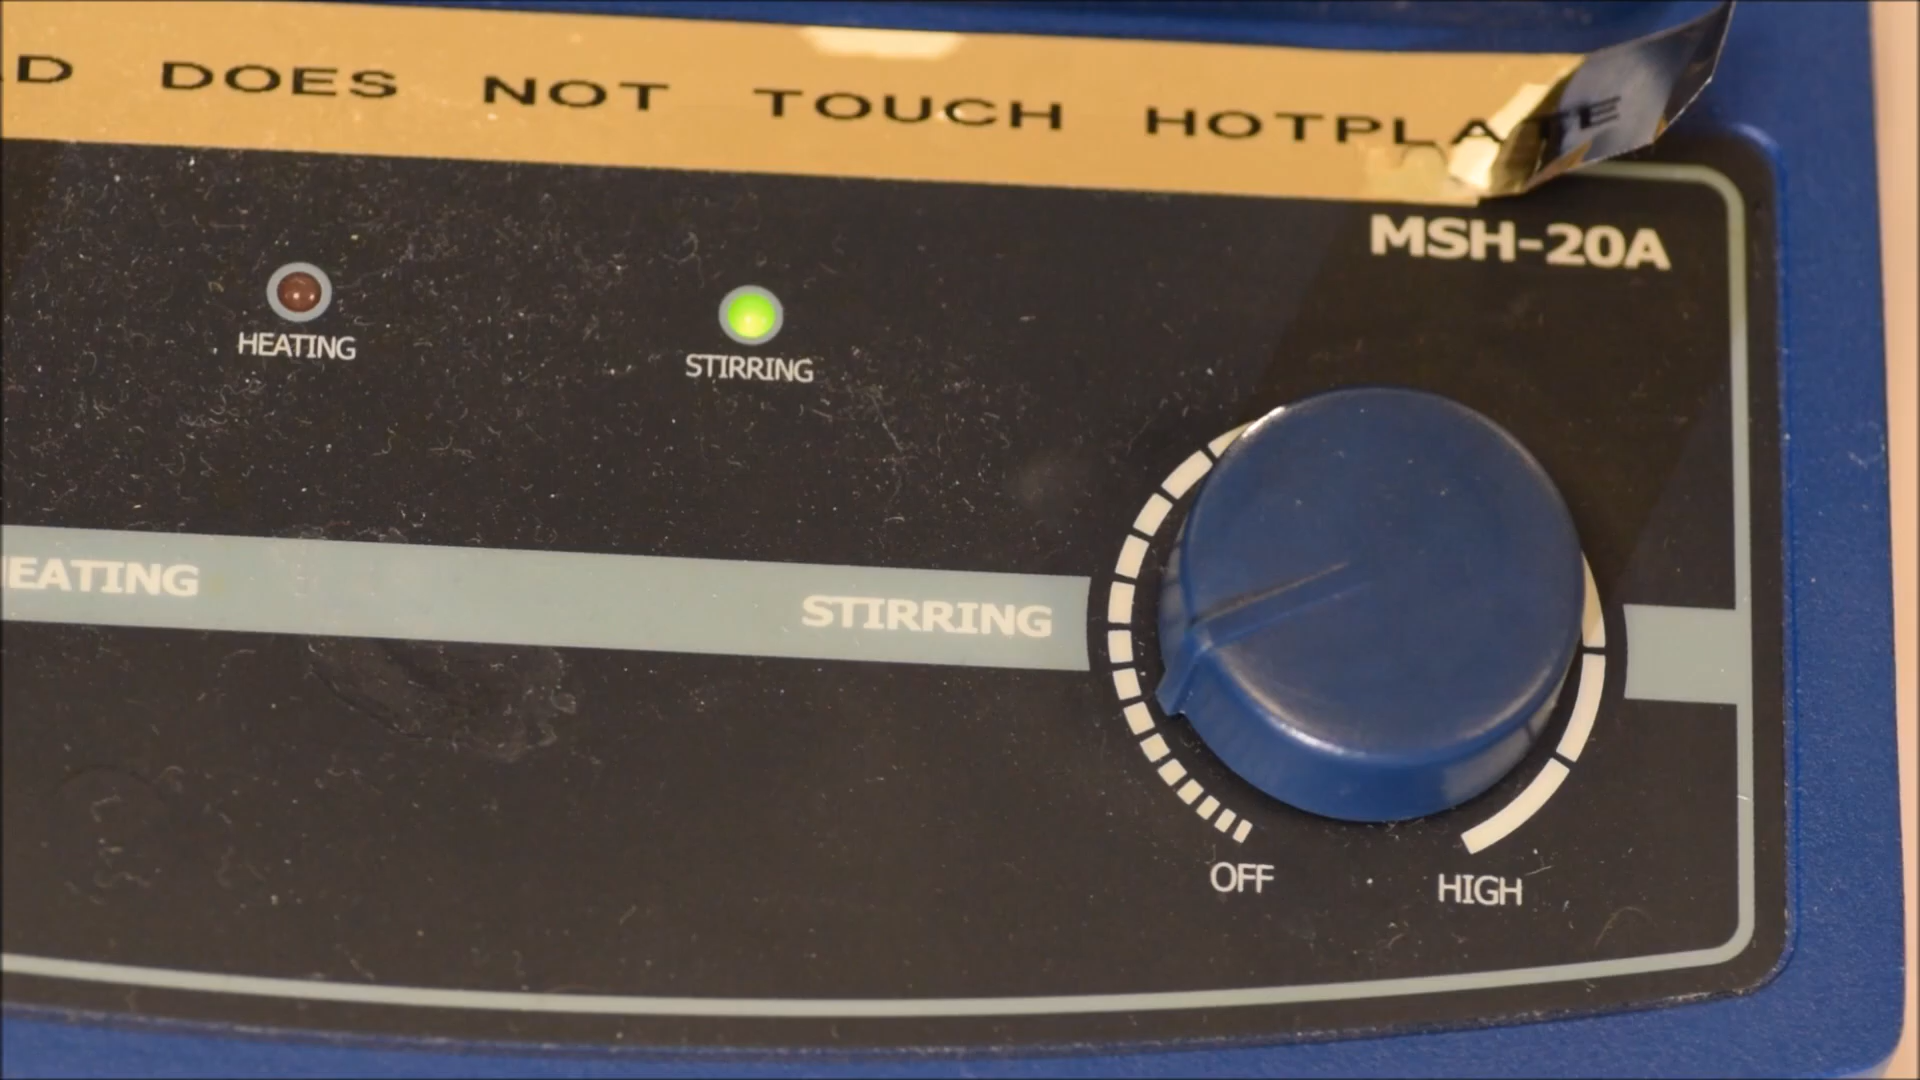 D DOES NOT TOUCH HOTPLATE
MSH-20A
HEATING
STIRRING
EATING
STIRRING
OFF
HIGH